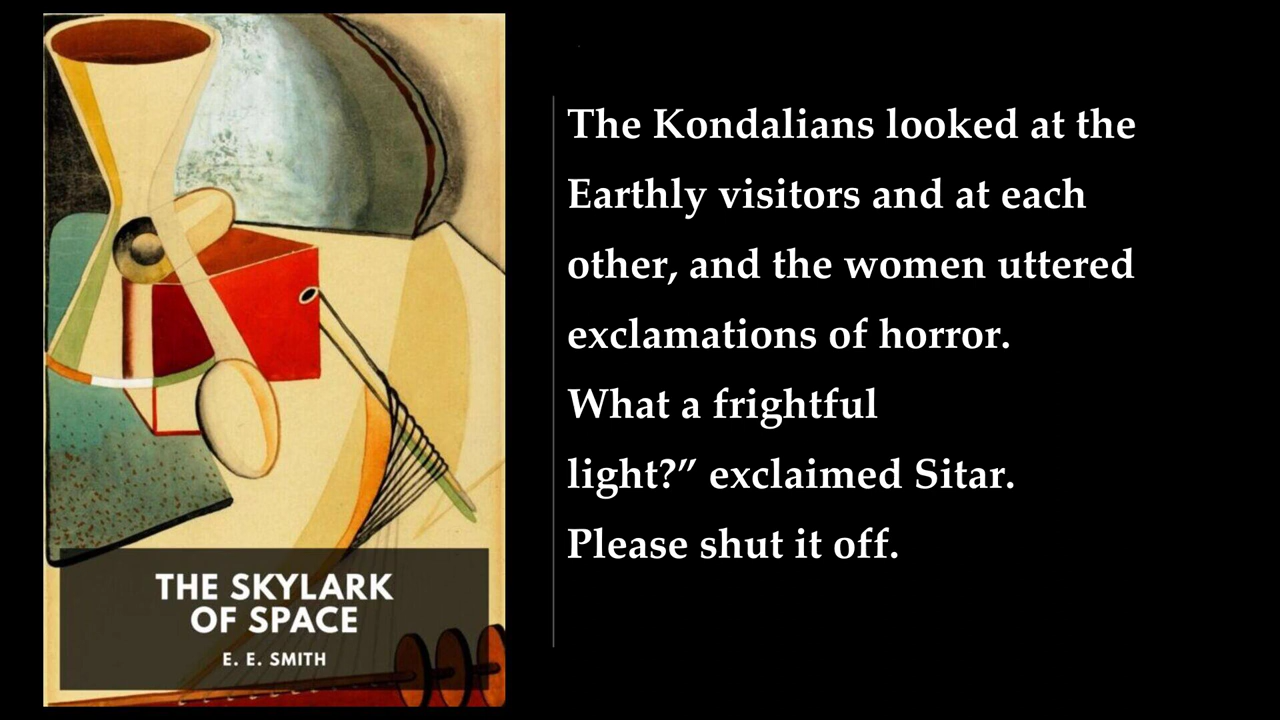 THE SKYLARK
OF SPACE
E. E. SMITH
The Kondalians looked at the
Earthly visitors and at each
other, and the women uttered
exclamations of horror.
What a frightful
light?” exclaimed Sitar.
Please shut it off.